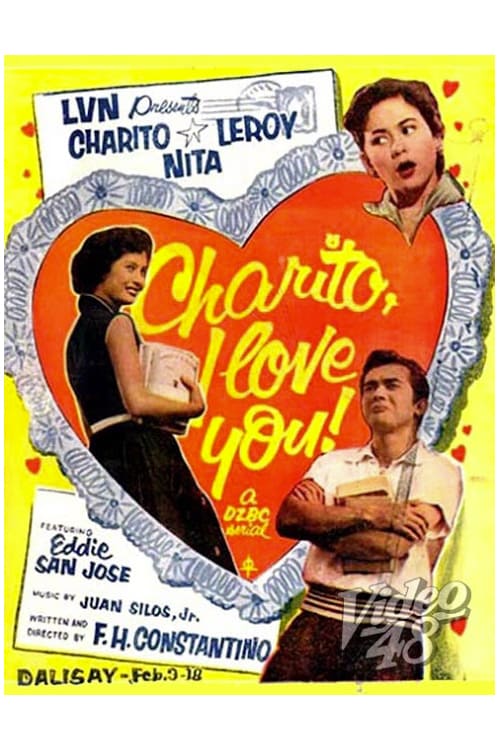 LVN Presents
CHARITO ☆ LEROY
NITA
Charito,
I love
you!
a
DZBC
serial
FEATURING
Eddie
SAN JOSE
MUSIC BY JUAN SILOS, Jr.
WRITTEN AND
DIRECTED BY F.H. CONSTANTINO
DALISAY - Feb. 9-18
Video
48